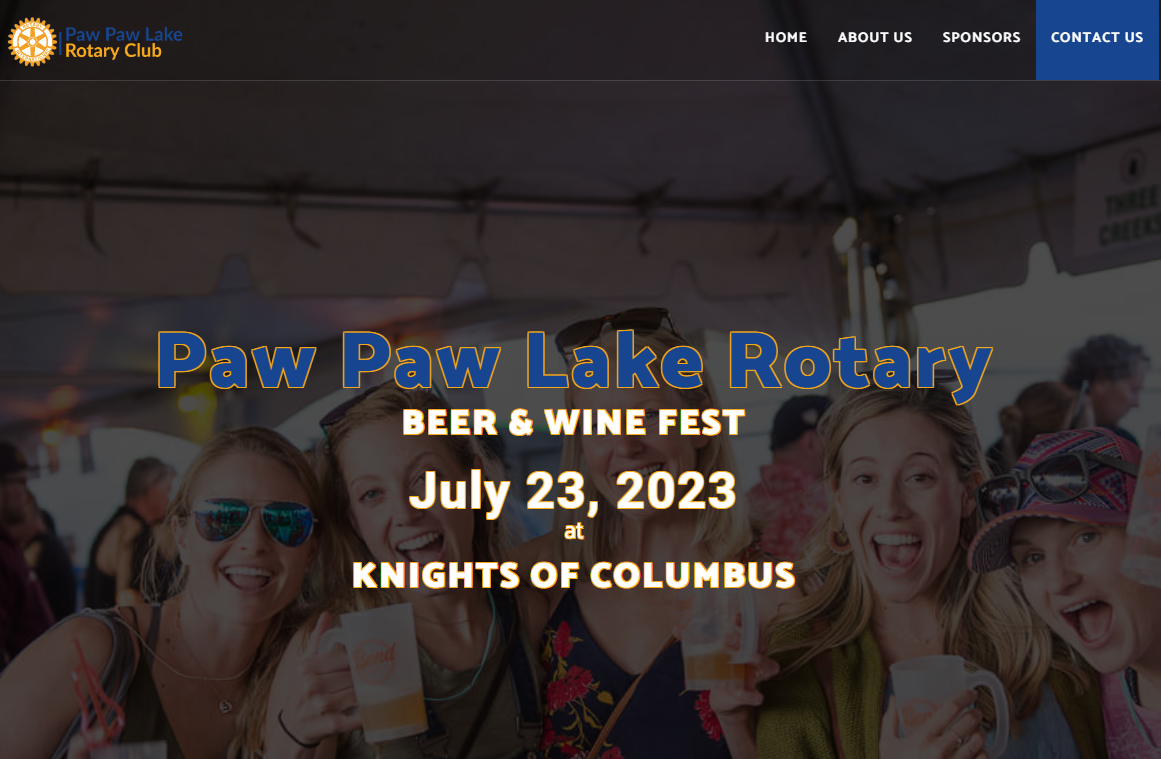 Paw Paw Lake
Rotary Club
HOME ABOUT US SPONSORS CONTACT US
THREE
CREEKS
Paw Paw Lake Rotary
BEER & WINE FEST
July 23, 2023
at
KNIGHTS OF COLUMBUS
Bend